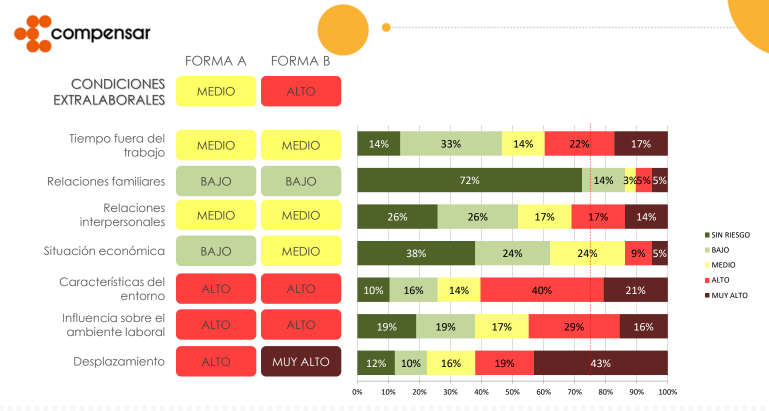 compensar
FORMA A FORMA B
CONDICIONES
EXTRALABORALES
MEDIO ALTO
Tiempo fuera del
trabajo
MEDIO MEDIO
14% 33% 14% 22% 17%
Relaciones familiares
BAJO BAJO
72% 14% 3% 5% 5%
Relaciones
interpersonales
MEDIO MEDIO
26% 26% 17% 17% 14%
Situación económica
BAJO MEDIO
38% 24% 24% 9% 5%
Características del
entorno
ALTO ALTO
10% 16% 14% 40% 21%
Influencia sobre el
ambiente laboral
ALTO ALTO
19% 19% 17% 29% 16%
Desplazamiento
ALTO MUY ALTO
12% 10% 16% 19% 43%
0% 10% 20% 30% 40% 50% 60% 70% 80% 90% 100%
SIN RIESGO
BAJO
MEDIO
ALTO
MUY ALTO